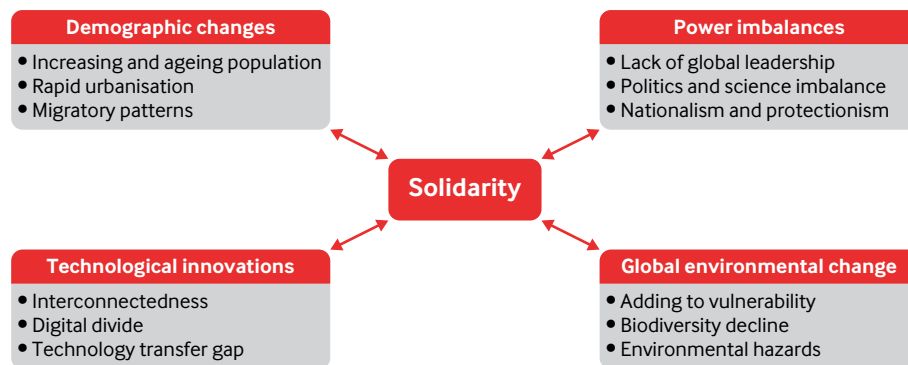 Demographic changes
• Increasing and ageing population
• Rapid urbanisation
• Migratory patterns
Power imbalances
• Lack of global leadership
• Politics and science imbalance
• Nationalism and protectionism
Solidarity
Technological innovations
• Interconnectedness
• Digital divide
• Technology transfer gap
Global environmental change
• Adding to vulnerability
• Biodiversity decline
• Environmental hazards